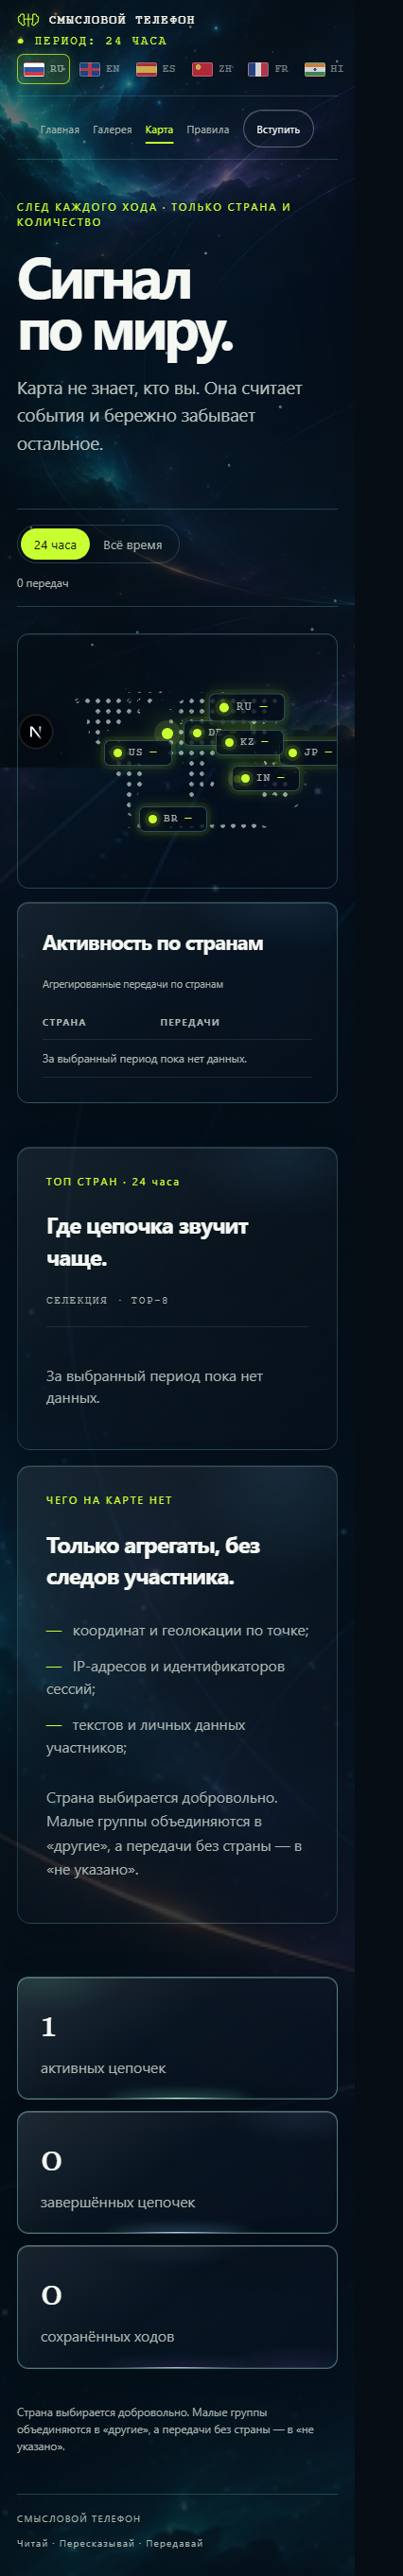 СМЫСЛОВОЙ ТЕЛЕФОН
ПЕРИОД: 24 ЧАСА
RU EN ES ZH FR HI
Главная Галерея Карта Правила Вступить
СЛЕД КАЖДОГО ХОДА · ТОЛЬКО СТРАНА И
КОЛИЧЕСТВО
Сигнал
по миру.
Карта не знает, кто вы. Она считает
события и бережно забывает
остальное.
24 часа Всё время
0 передач
RU —
DE
KZ —
US —
JP —
IN —
BR —
N
Активность по странам
Агрегированные передачи по странам
СТРАНА ПЕРЕДАЧИ
За выбранный период пока нет данных.
ТОП СТРАН · 24 часа
Где цепочка звучит
чаще.
СЕЛЕКЦИЯ · TOP-8
За выбранный период пока нет
данных.
ЧЕГО НА КАРТЕ НЕТ
Только агрегаты, без
следов участника.
— координат и геолокации по точке;
— IP-адресов и идентификаторов
сессий;
— текстов и личных данных
участников;
Страна выбирается добровольно.
Малые группы объединяются в
«другие», а передачи без страны — в
«не указано».
1
активных цепочек
0
завершённых цепочек
0
сохранённых ходов
Страна выбирается добровольно. Малые группы
объединяются в «другие», а передачи без страны — в «не
указано».
СМЫСЛОВОЙ ТЕЛЕФОН
Читай · Пересказывай · Передавай